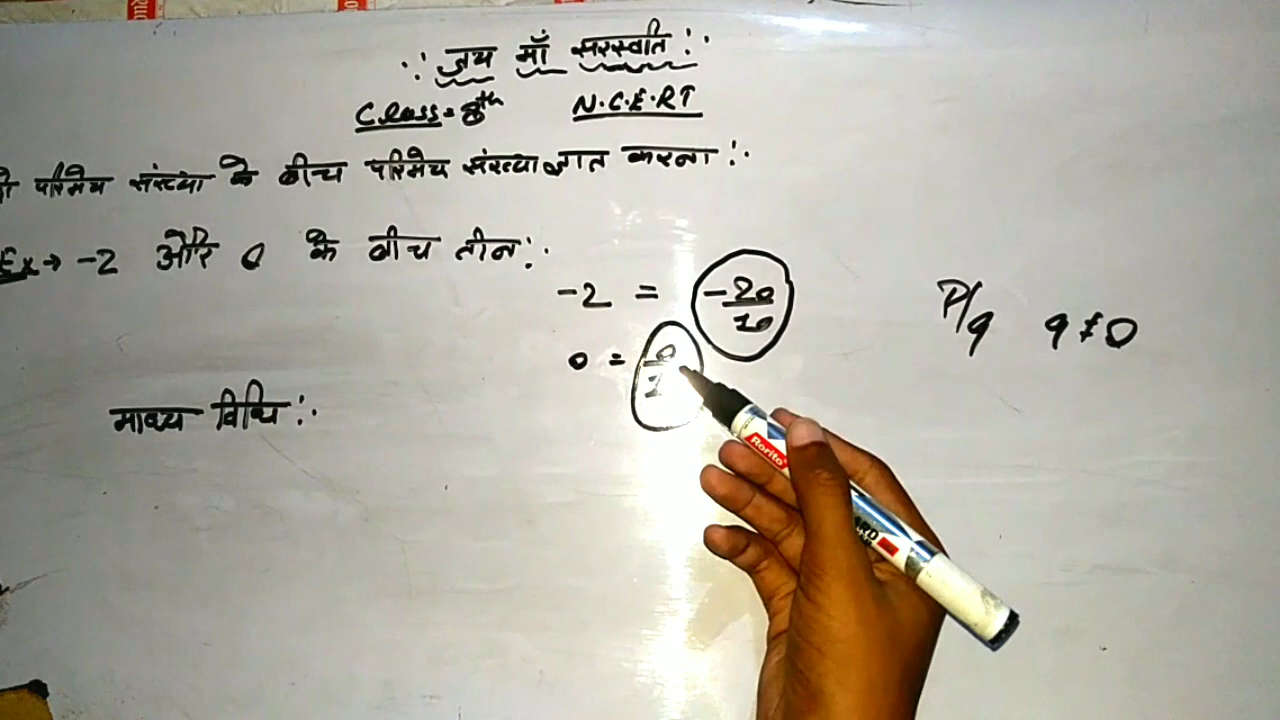 ∴ जय माँ सरस्वति ∴
Class = 8th N.C.E.R.T
दो परिमेय संख्या के बीच परिमेय संख्या ज्ञात करना ∴
Ex → -2 और 0 के बीच तीन ∴
-2 = -20/10
0 = 0/1
P/q q ≠ 0
माध्य विधि ∴
Rorito